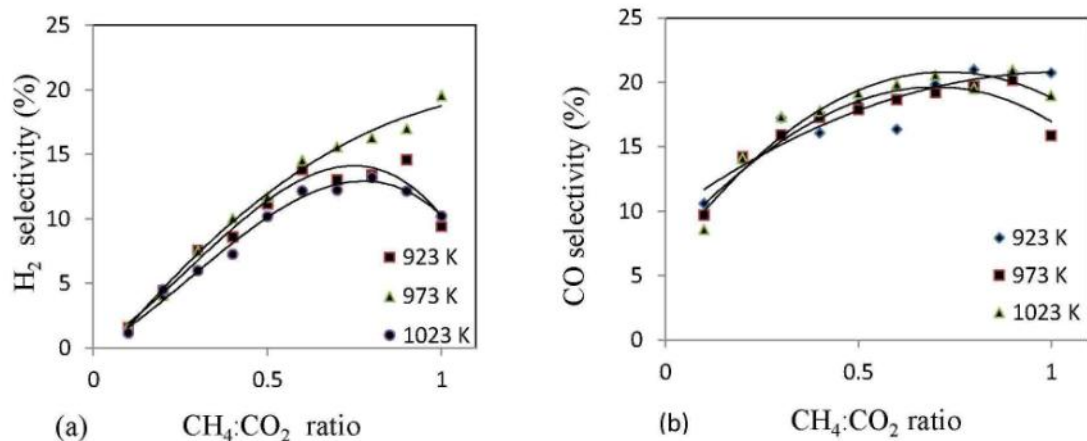 25
20
15
10
5
0
H₂ selectivity (%)
923 K
973 K
1023 K
0
0.5
1
(a)
CH₄:CO₂ ratio
25
20
15
10
5
0
CO selectivity (%)
923 K
973 K
1023 K
0
0.5
1
(b)
CH₄:CO₂ ratio